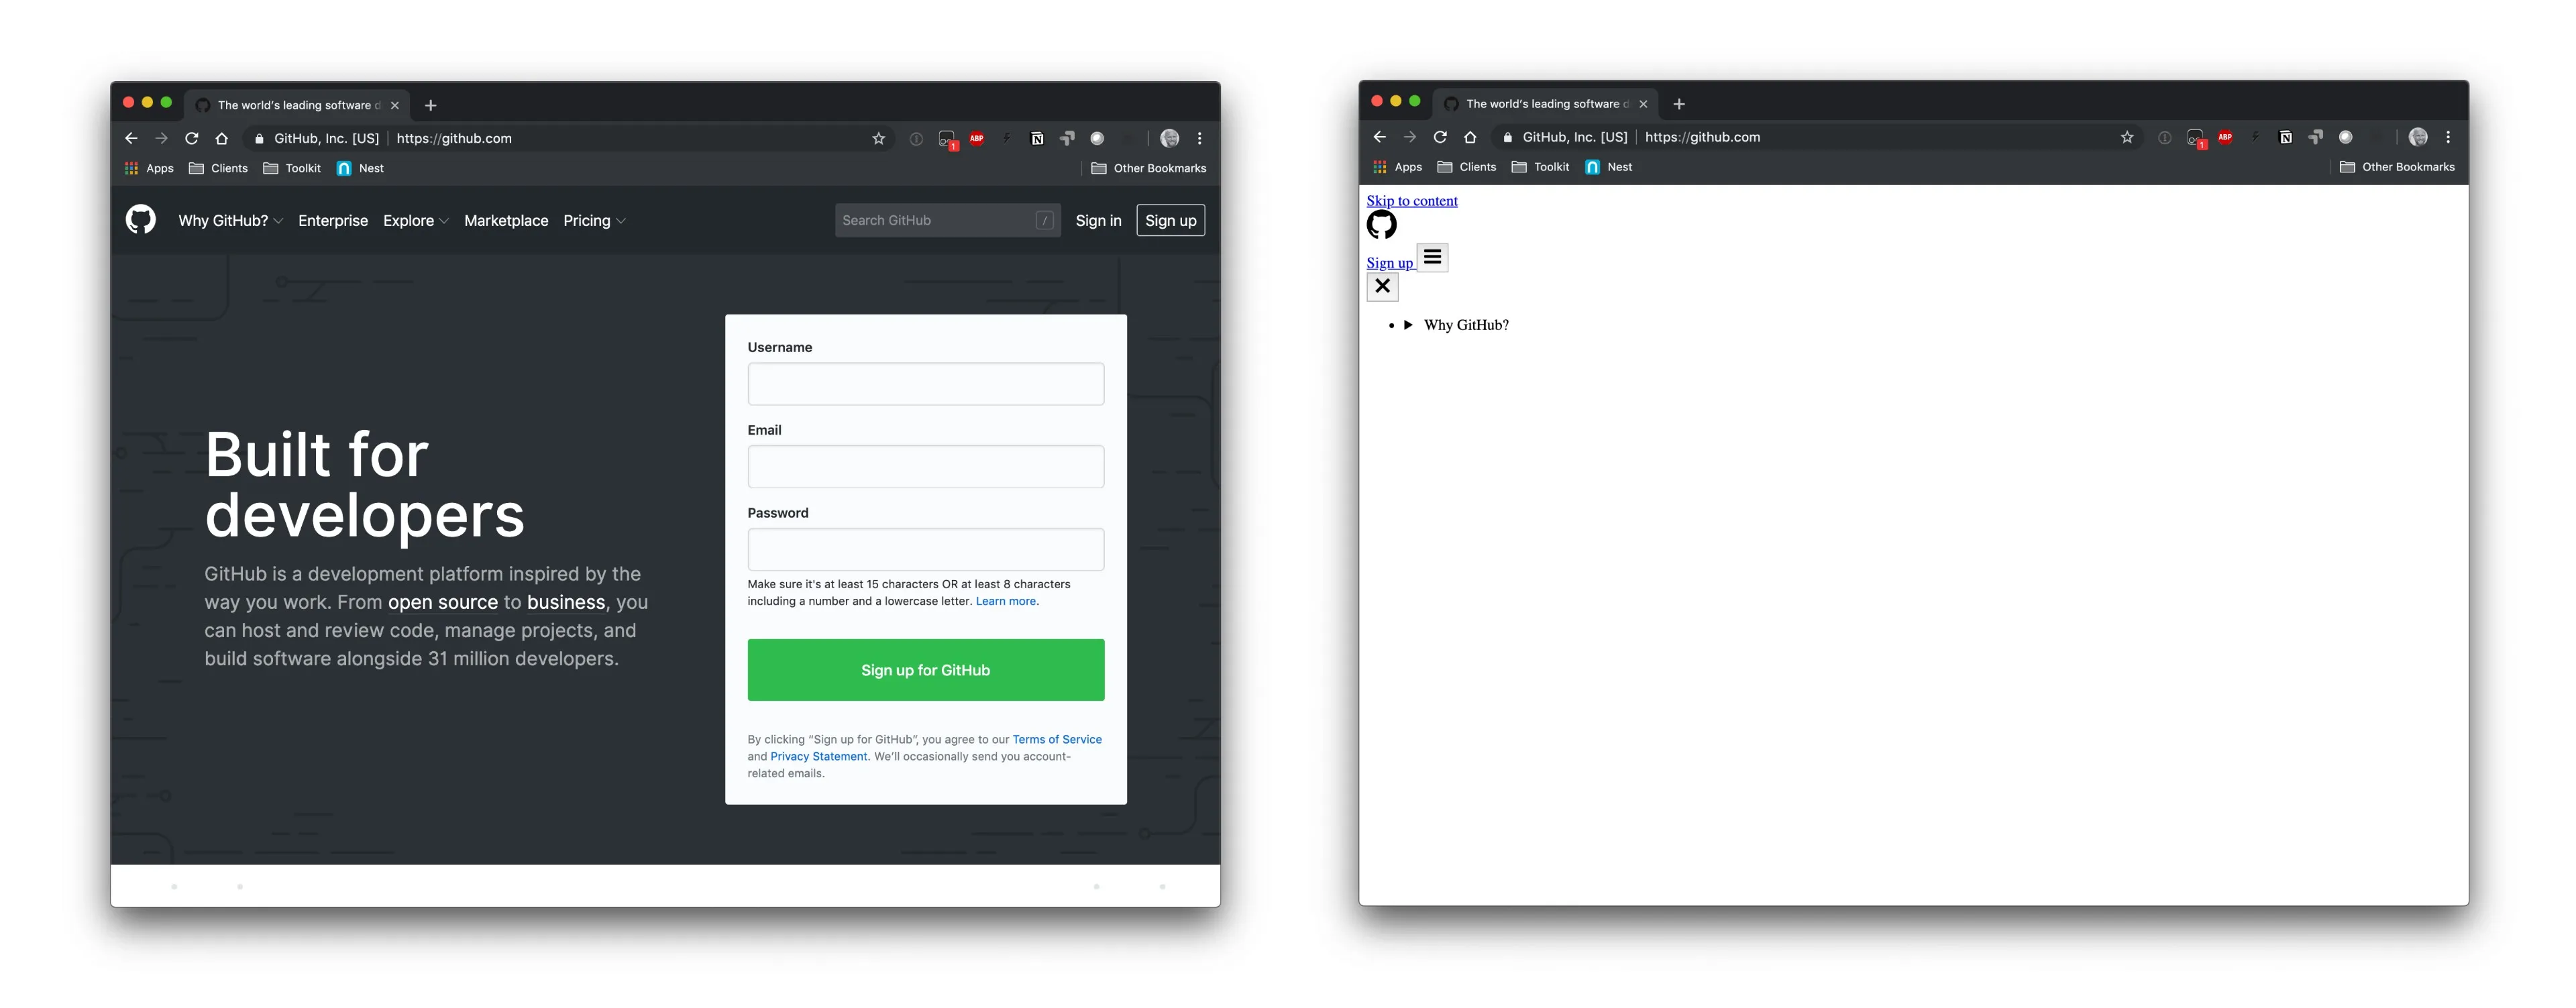 The world's leading software d
GitHub, Inc. [US] | https://github.com
1
ABP
Apps Clients Toolkit Nest Other Bookmarks
Why GitHub? Enterprise Explore Marketplace Pricing Search GitHub / Sign in Sign up
Built for
developers
GitHub is a development platform inspired by the
way you work. From open source to business, you
can host and review code, manage projects, and
build software alongside 31 million developers.
Username
Email
Password
Make sure it's at least 15 characters OR at least 8 characters
including a number and a lowercase letter. Learn more.
Sign up for GitHub
By clicking “Sign up for GitHub”, you agree to our Terms of Service
and Privacy Statement. We’ll occasionally send you account-
related emails.
The world's leading software d
GitHub, Inc. [US] | https://github.com
1
ABP
Apps Clients Toolkit Nest Other Bookmarks
Skip to content
Sign up
Why GitHub?